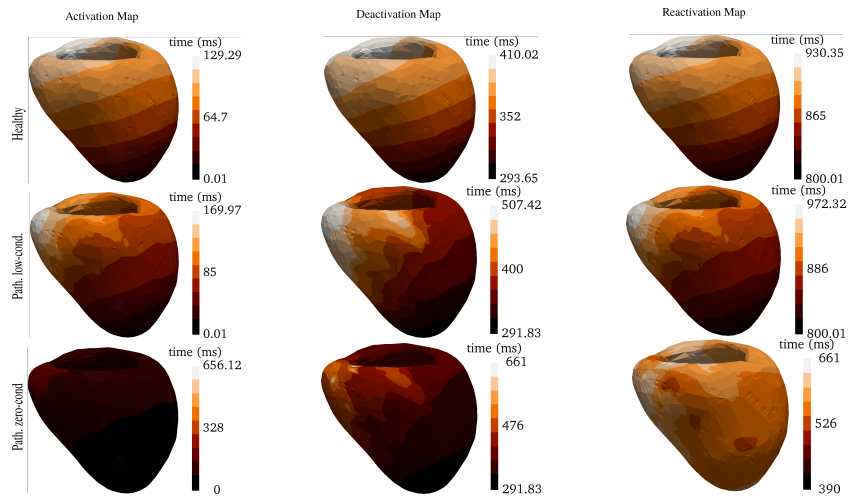 Activation Map
Deactivation Map
Reactivation Map
Healthy
time (ms)
129.29
64.7
0.01
time (ms)
410.02
352
293.65
time (ms)
930.35
865
800.01
Path. low-cond.
time (ms)
169.97
85
0.01
time (ms)
507.42
400
291.83
time (ms)
972.32
886
800.01
Path. zero-cond
time (ms)
656.12
328
0
time (ms)
661
476
291.83
time (ms)
661
526
390